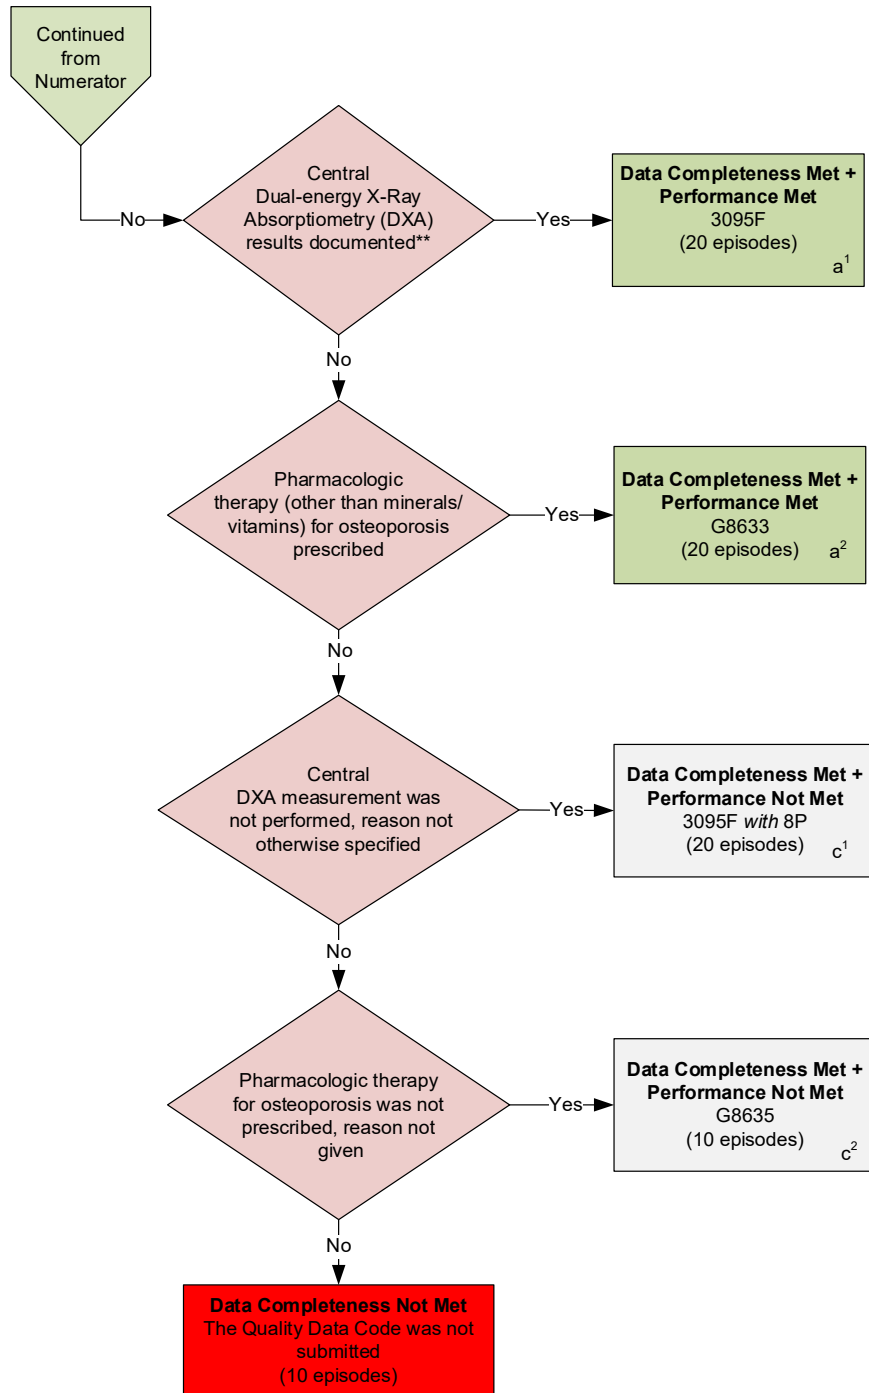 Continued
from
Numerator
No
Central
Dual-energy X-Ray
Absorptiometry (DXA)
results documented**
Yes
Data Completeness Met +
Performance Met
3095F
(20 episodes)
a¹
No
Pharmacologic
therapy (other than minerals/
vitamins) for osteoporosis
prescribed
Yes
Data Completeness Met +
Performance Met
G8633
(20 episodes) a²
No
Central
DXA measurement was
not performed, reason not
otherwise specified
Yes
Data Completeness Met +
Performance Not Met
3095F with 8P
(20 episodes)
c¹
No
Pharmacologic therapy
for osteoporosis was not
prescribed, reason not
given
Yes
Data Completeness Met +
Performance Not Met
G8635
(10 episodes)
c²
No
Data Completeness Not Met
The Quality Data Code was not
submitted
(10 episodes)